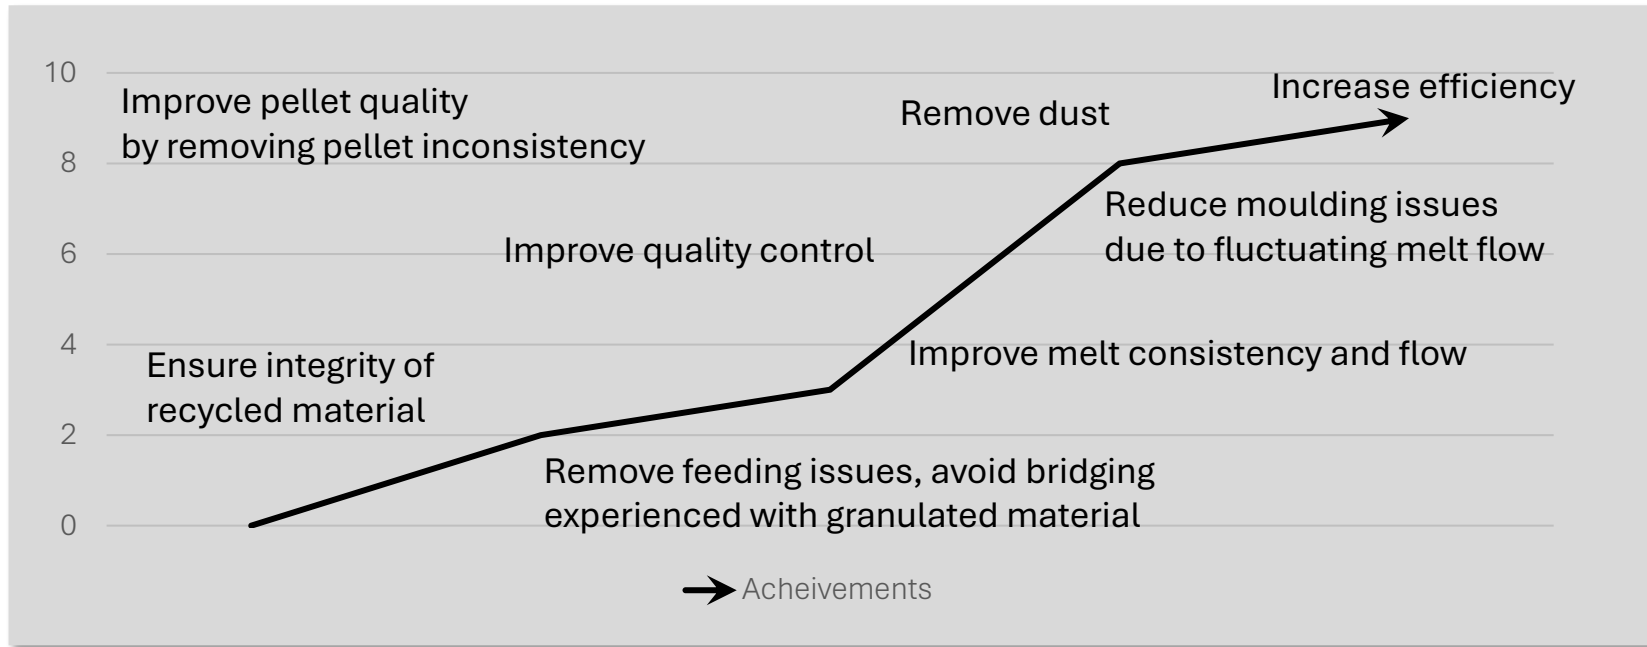 10
Increase efficiency
Improve pellet quality
by removing pellet inconsistency
Remove dust
8
Reduce moulding issues
due to fluctuating melt flow
Improve quality control
6
4
Improve melt consistency and flow
Ensure integrity of
recycled material
2
Remove feeding issues, avoid bridging
experienced with granulated material
0
Acheivements